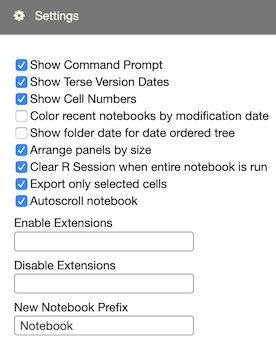 Settings
Show Command Prompt
Show Terse Version Dates
Show Cell Numbers
Color recent notebooks by modification date
Show folder date for date ordered tree
Arrange panels by size
Clear R Session when entire notebook is run
Export only selected cells
Autoscroll notebook
Enable Extensions
Disable Extensions
New Notebook Prefix
Notebook